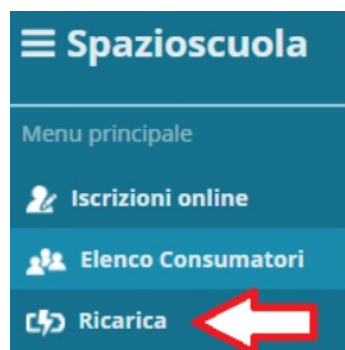 Spazioscuola
Menu principale
Iscrizioni online
Elenco Consumatori
Ricarica